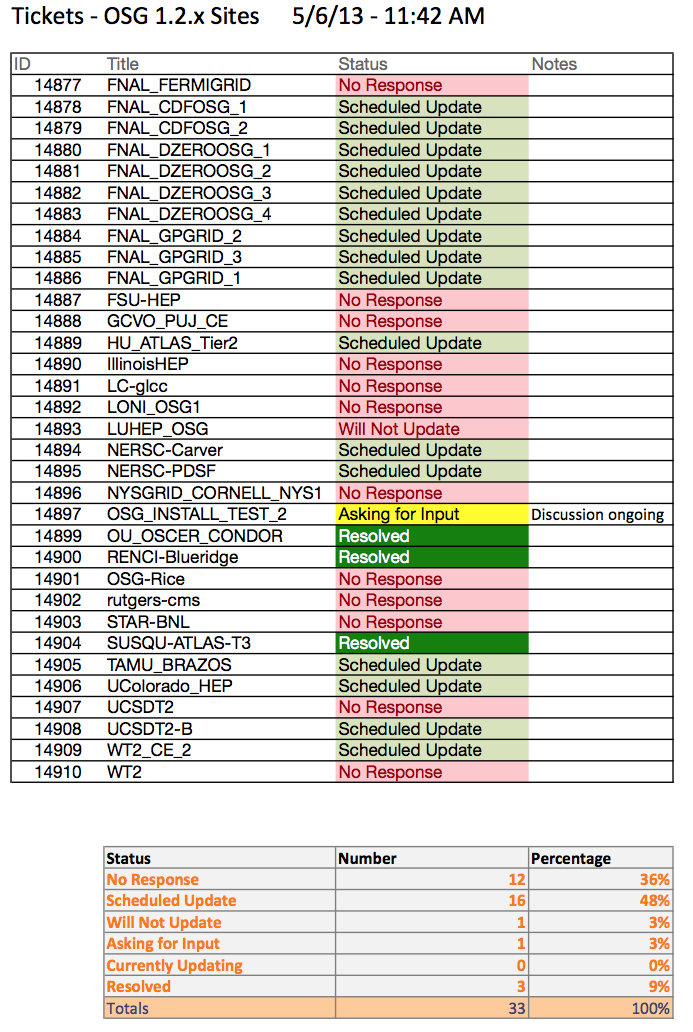 Tickets - OSG 1.2.x Sites 5/6/13 - 11:42 AM
ID Title Status Notes
14877 FNAL_FERMIGRID No Response
14878 FNAL_CDFOSG_1 Scheduled Update
14879 FNAL_CDFOSG_2 Scheduled Update
14880 FNAL_DZEROOSG_1 Scheduled Update
14881 FNAL_DZEROOSG_2 Scheduled Update
14882 FNAL_DZEROOSG_3 Scheduled Update
14883 FNAL_DZEROOSG_4 Scheduled Update
14884 FNAL_GPGRID_2 Scheduled Update
14885 FNAL_GPGRID_3 Scheduled Update
14886 FNAL_GPGRID_1 Scheduled Update
14887 FSU-HEP No Response
14888 GCVO_PUJ_CE No Response
14889 HU_ATLAS_Tier2 Scheduled Update
14890 IllinoisHEP No Response
14891 LC-glcc No Response
14892 LONI_OSG1 No Response
14893 LUHEP_OSG Will Not Update
14894 NERSC-Carver Scheduled Update
14895 NERSC-PDSF Scheduled Update
14896 NYSGRID_CORNELL_NYS1 No Response
14897 OSG_INSTALL_TEST_2 Asking for Input Discussion ongoing
14899 OU_OSCER_CONDOR Resolved
14900 RENCI-Blueridge Resolved
14901 OSG-Rice No Response
14902 rutgers-cms No Response
14903 STAR-BNL No Response
14904 SUSQU-ATLAS-T3 Resolved
14905 TAMU_BRAZOS Scheduled Update
14906 UColorado_HEP Scheduled Update
14907 UCSDT2 No Response
14908 UCSDT2-B Scheduled Update
14909 WT2_CE_2 Scheduled Update
14910 WT2 No Response
Status Number Percentage
No Response 12 36%
Scheduled Update 16 48%
Will Not Update 1 3%
Asking for Input 1 3%
Currently Updating 0 0%
Resolved 3 9%
Totals 33 100%